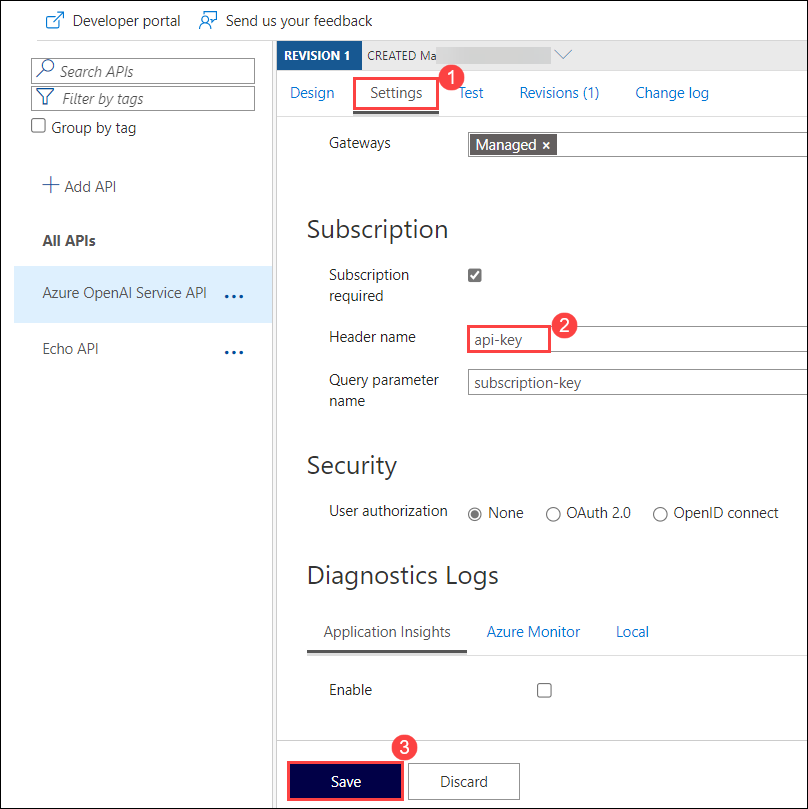 Developer portal Send us your feedback
Search APIs
Filter by tags
Group by tag
Add API
All APIs
Azure OpenAI Service API ...
Echo API ...
REVISION 1 CREATED Ma
1
Design Settings Test Revisions (1) Change log
Gateways Managed ×
Subscription
Subscription
required
2
Header name api-key
Query parameter
name
subscription-key
Security
User authorization None OAuth 2.0 OpenID connect
Diagnostics Logs
Application Insights Azure Monitor Local
Enable
3
Save Discard